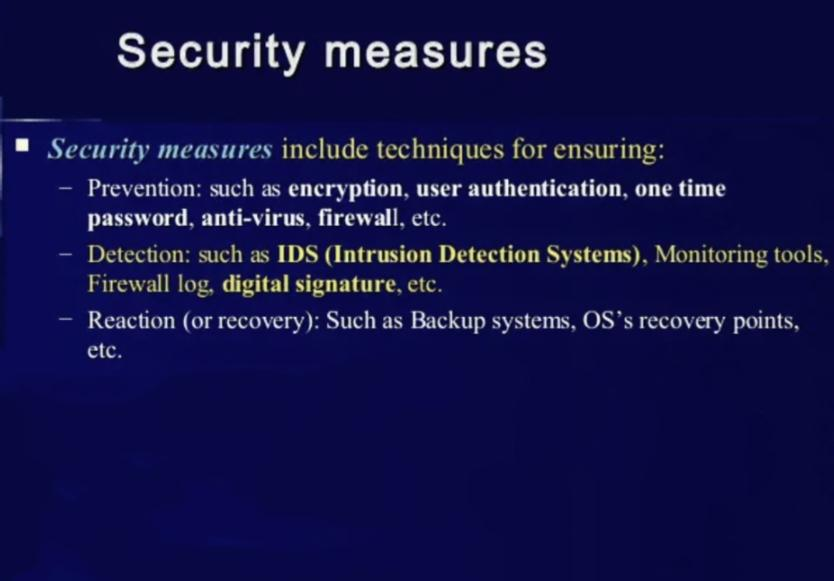 Security measures
Security measures include techniques for ensuring:
– Prevention: such as encryption, user authentication, one time
password, anti-virus, firewall, etc.
– Detection: such as IDS (Intrusion Detection Systems), Monitoring tools,
Firewall log, digital signature, etc.
– Reaction (or recovery): Such as Backup systems, OS's recovery points,
etc.